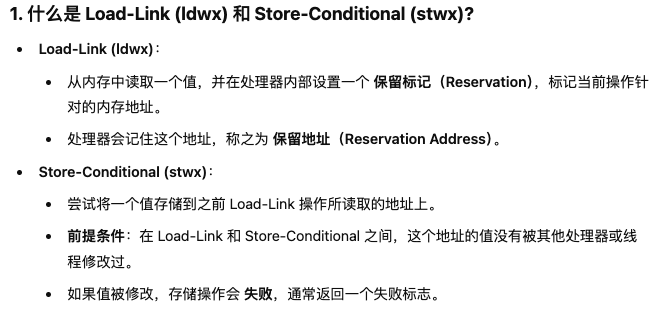 1. 什么是 Load-Link (ldwx) 和 Store-Conditional (stwx)?
• Load-Link (ldwx)：
• 从内存中读取一个值，并在处理器内部设置一个 保留标记（Reservation），标记当前操作针
对的内存地址。
• 处理器会记住这个地址，称之为 保留地址（Reservation Address）。
• Store-Conditional (stwx)：
• 尝试将一个值存储到之前 Load-Link 操作所读取的地址上。
• 前提条件：在 Load-Link 和 Store-Conditional 之间，这个地址的值没有被其他处理器或线
程修改过。
• 如果值被修改，存储操作会 失败，通常返回一个失败标志。